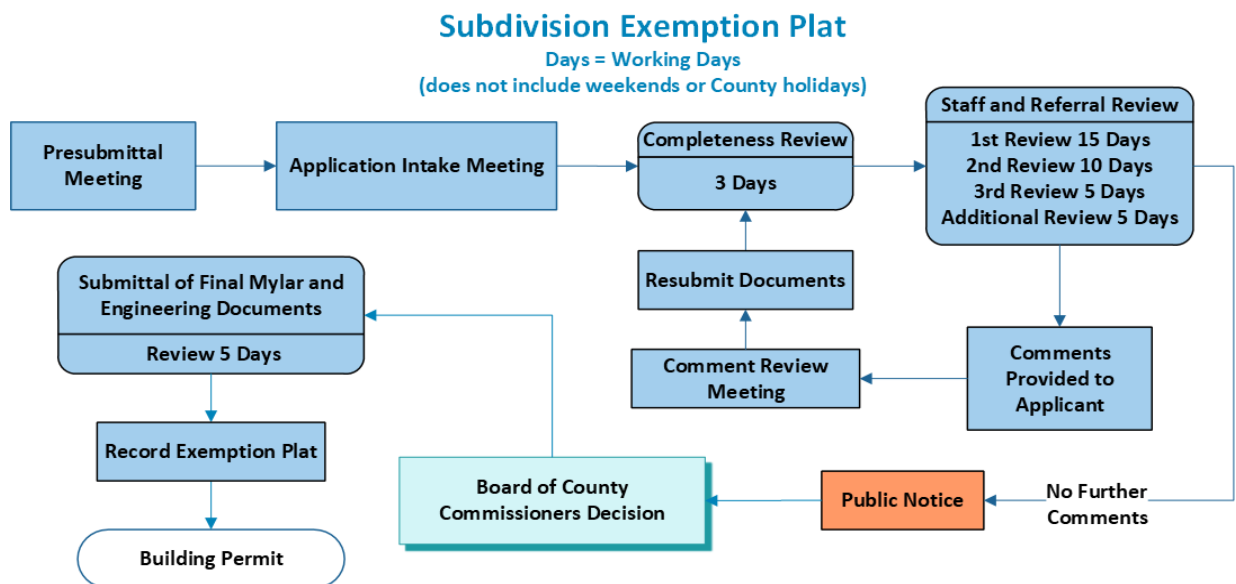 Subdivision Exemption Plat
Days = Working Days
(does not include weekends or County holidays)
Presubmittal
Meeting
Application Intake Meeting
Completeness Review
3 Days
Staff and Referral Review
1st Review 15 Days
2nd Review 10 Days
3rd Review 5 Days
Additional Review 5 Days
Comments
Provided to
Applicant
Comment Review
Meeting
Resubmit Documents
No Further
Comments
Public Notice
Board of County
Commissioners Decision
Submittal of Final Mylar and
Engineering Documents
Review 5 Days
Record Exemption Plat
Building Permit